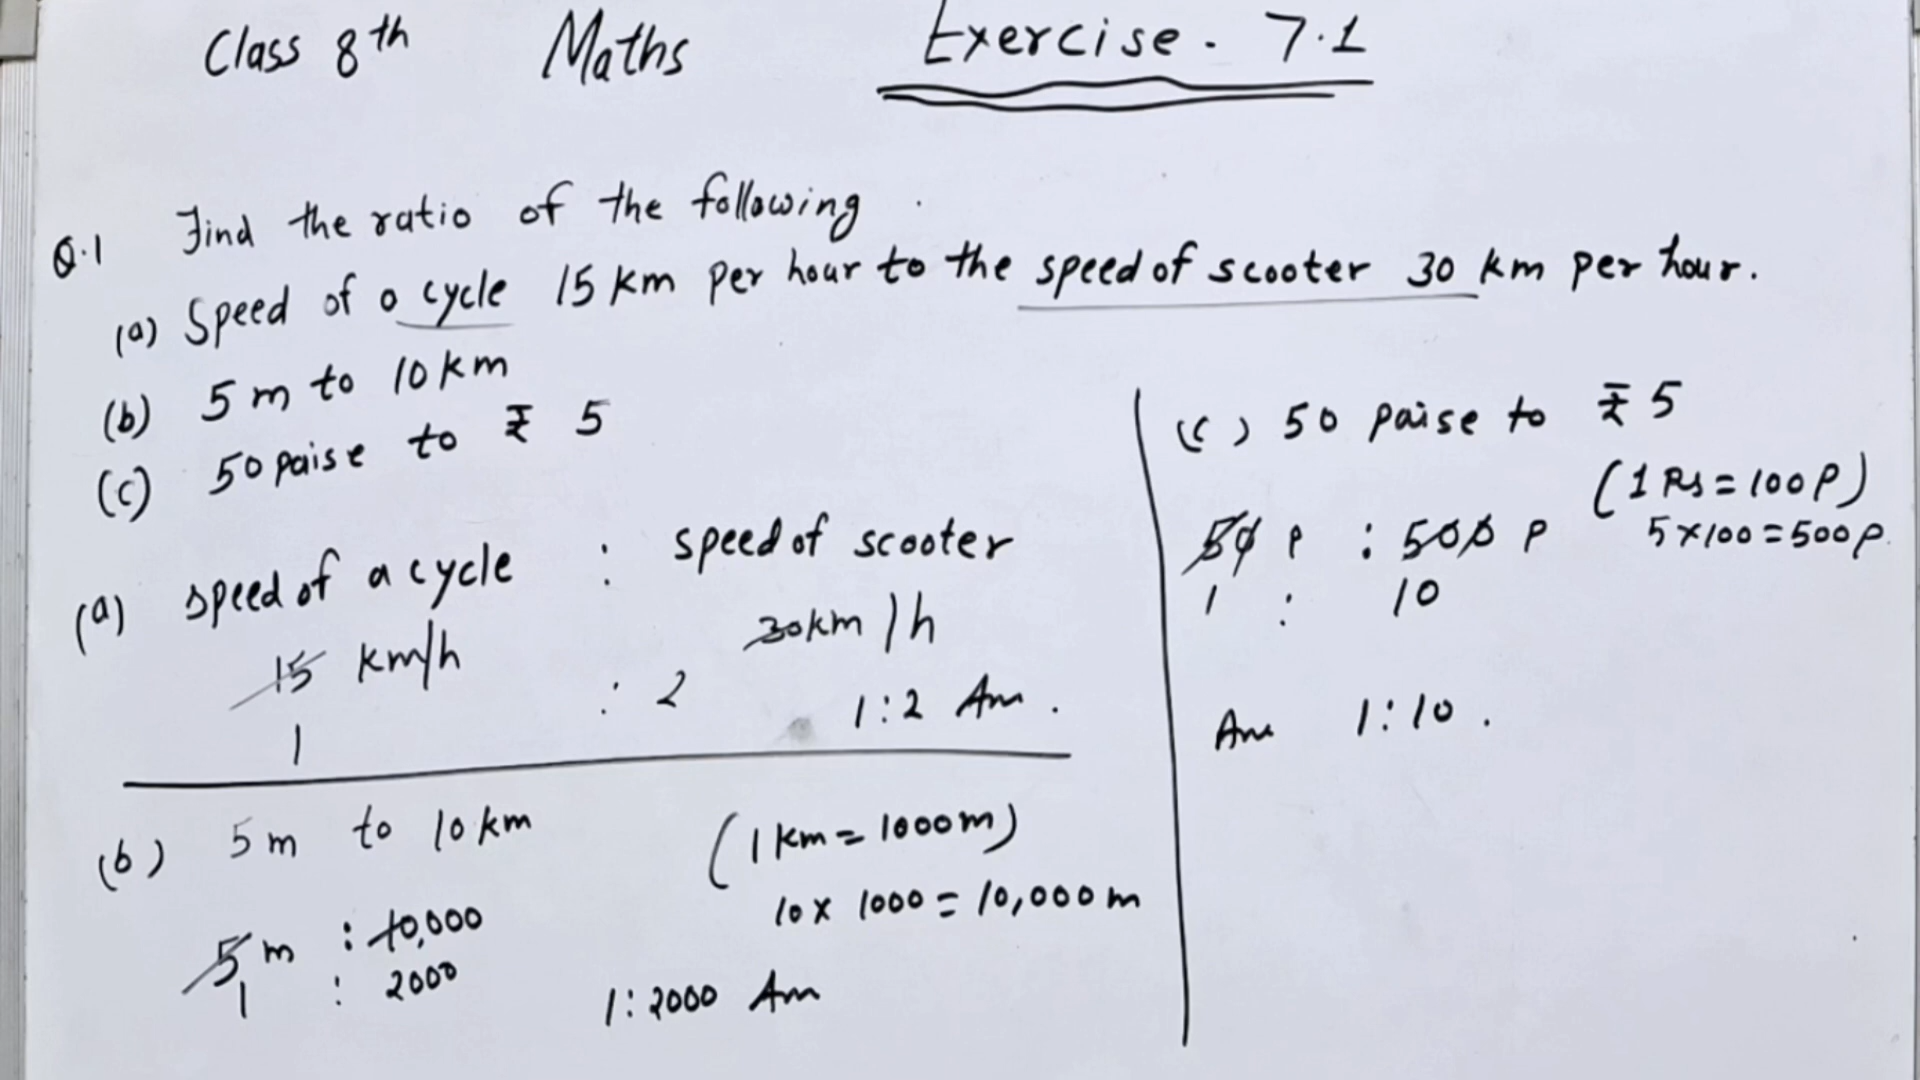 Class 8th Maths Exercise. 7.1
Q.1 Find the ratio of the following.
(a) Speed of a cycle 15 km per hour to the speed of scooter 30 km per hour.
(b) 5 m to 10 km
(c) 50 paise to ₹ 5
(a) speed of a cycle : speed of scooter
15 km/h 30 km/h
1 : 2 1:2 Ans.
(b) 5 m to 10 km (1 km = 1000 m)
10 x 1000 = 10,000 m
5 m : 10,000
1 : 2000
1:2000 Ans
(c) 50 paise to ₹ 5
(1 Rs = 100 P)
50 P : 500 P 5 x 100 = 500 P.
1 : 10
Ans 1:10.